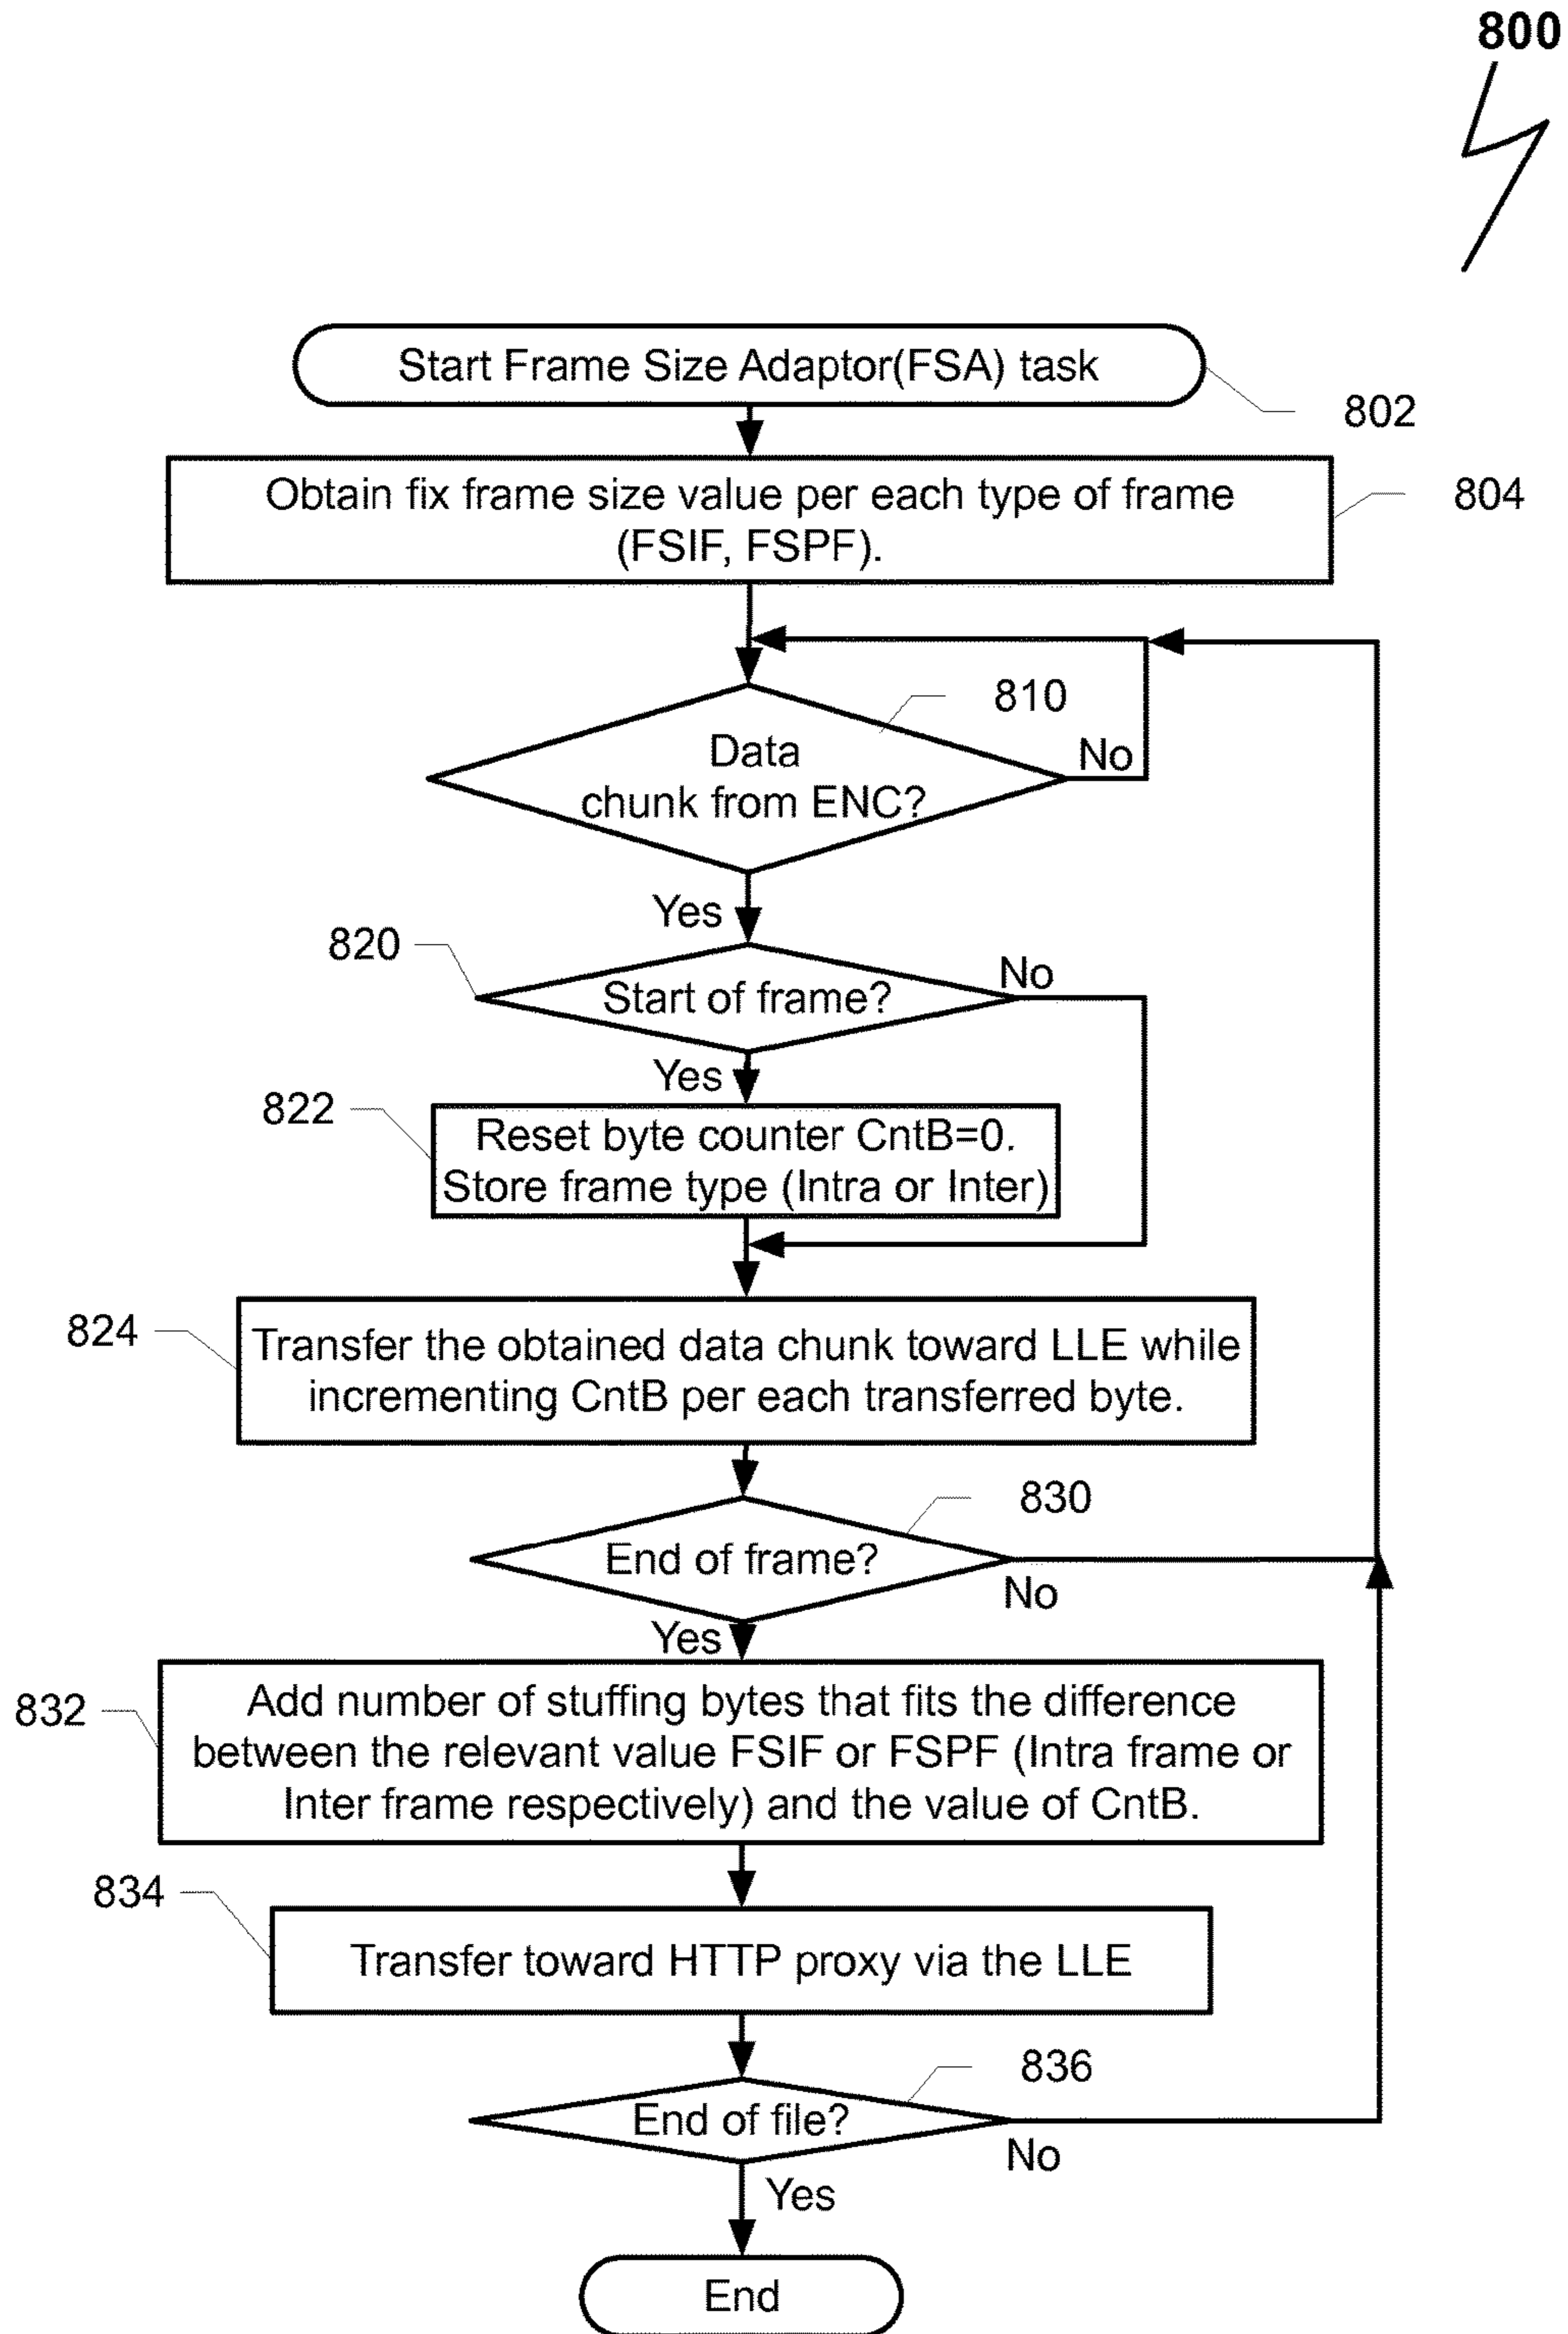 800
Start Frame Size Adaptor(FSA) task
802
Obtain fix frame size value per each type of frame
(FSIF, FSPF).
804
810
Data
chunk from ENC?
No
Yes
820
Start of frame?
No
Yes
822
Reset byte counter CntB=0.
Store frame type (Intra or Inter)
824
Transfer the obtained data chunk toward LLE while
incrementing CntB per each transferred byte.
830
End of frame?
No
Yes
832
Add number of stuffing bytes that fits the difference
between the relevant value FSIF or FSPF (Intra frame or
Inter frame respectively) and the value of CntB.
834
Transfer toward HTTP proxy via the LLE
836
End of file?
No
Yes
End